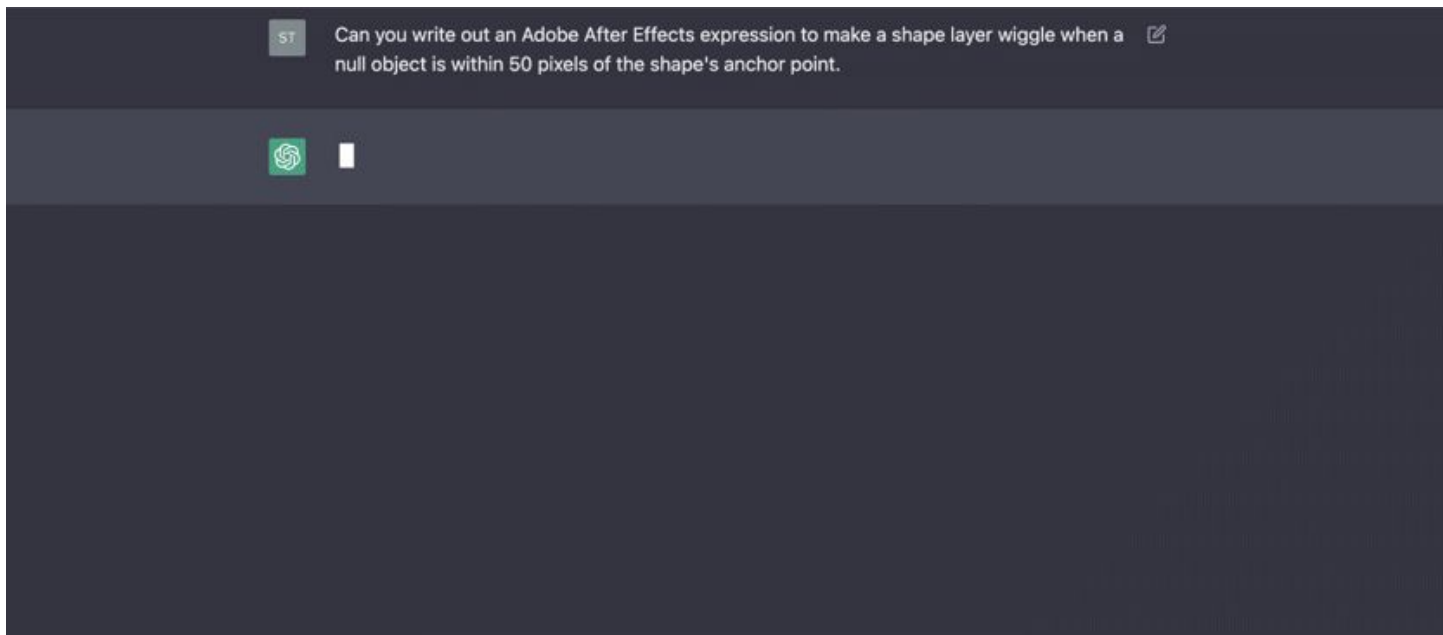 ST
Can you write out an Adobe After Effects expression to make a shape layer wiggle when a
null object is within 50 pixels of the shape's anchor point.